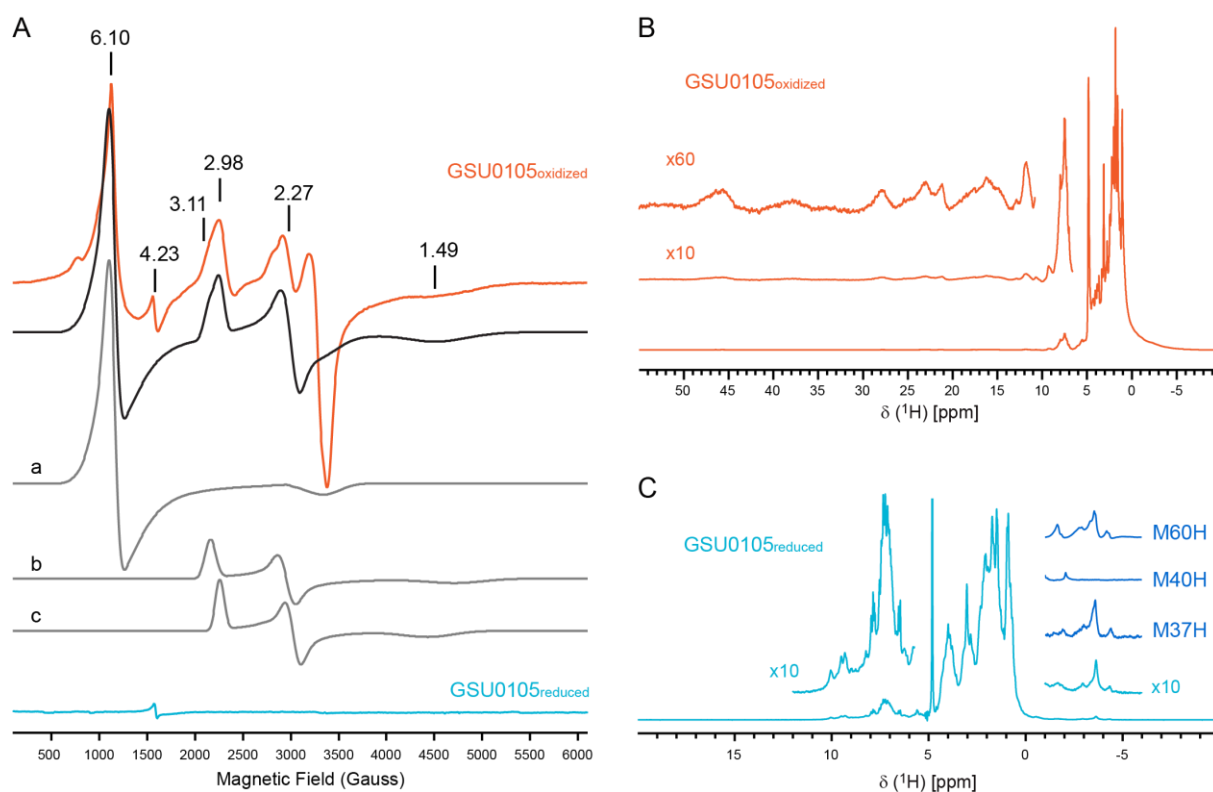 A
6.10
2.98
3.11
2.27
4.23
1.49
GSU0105oxidized
a
b
c
GSU0105reduced
500 1000 1500 2000 2500 3000 3500 4000 4500 5000 5500 6000
Magnetic Field (Gauss)
B
GSU0105oxidized
x60
x10
50 45 40 35 30 25 20 15 10 5 0 -5
δ (¹H) [ppm]
C
GSU0105reduced
M60H
M40H
M37H
x10
x10
15 10 5 0 -5
δ (¹H) [ppm]